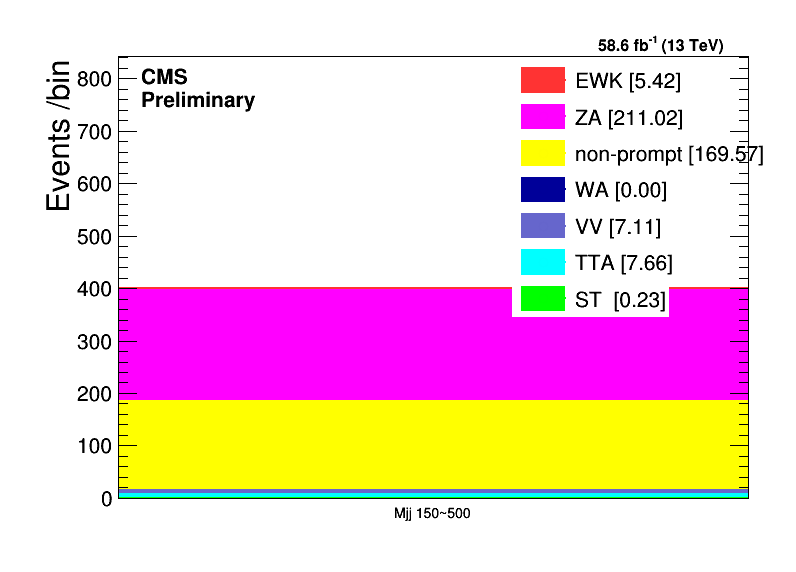 58.6 fb⁻¹ (13 TeV)
CMS
Preliminary
Events /bin
800
700
600
500
400
300
200
100
0
EWK [5.42]
ZA [211.02]
non-prompt [169.57]
WA [0.00]
VV [7.11]
TTA [7.66]
ST [0.23]
Mjj 150~500